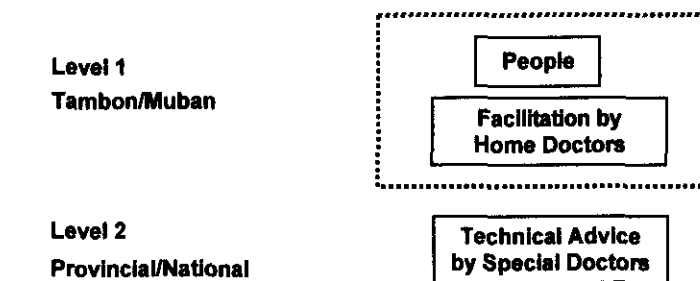 Level 1
Tambon/Muban
People
Facilitation by
Home Doctors
Level 2
Provincial/National
Technical Advice
by Special Doctors